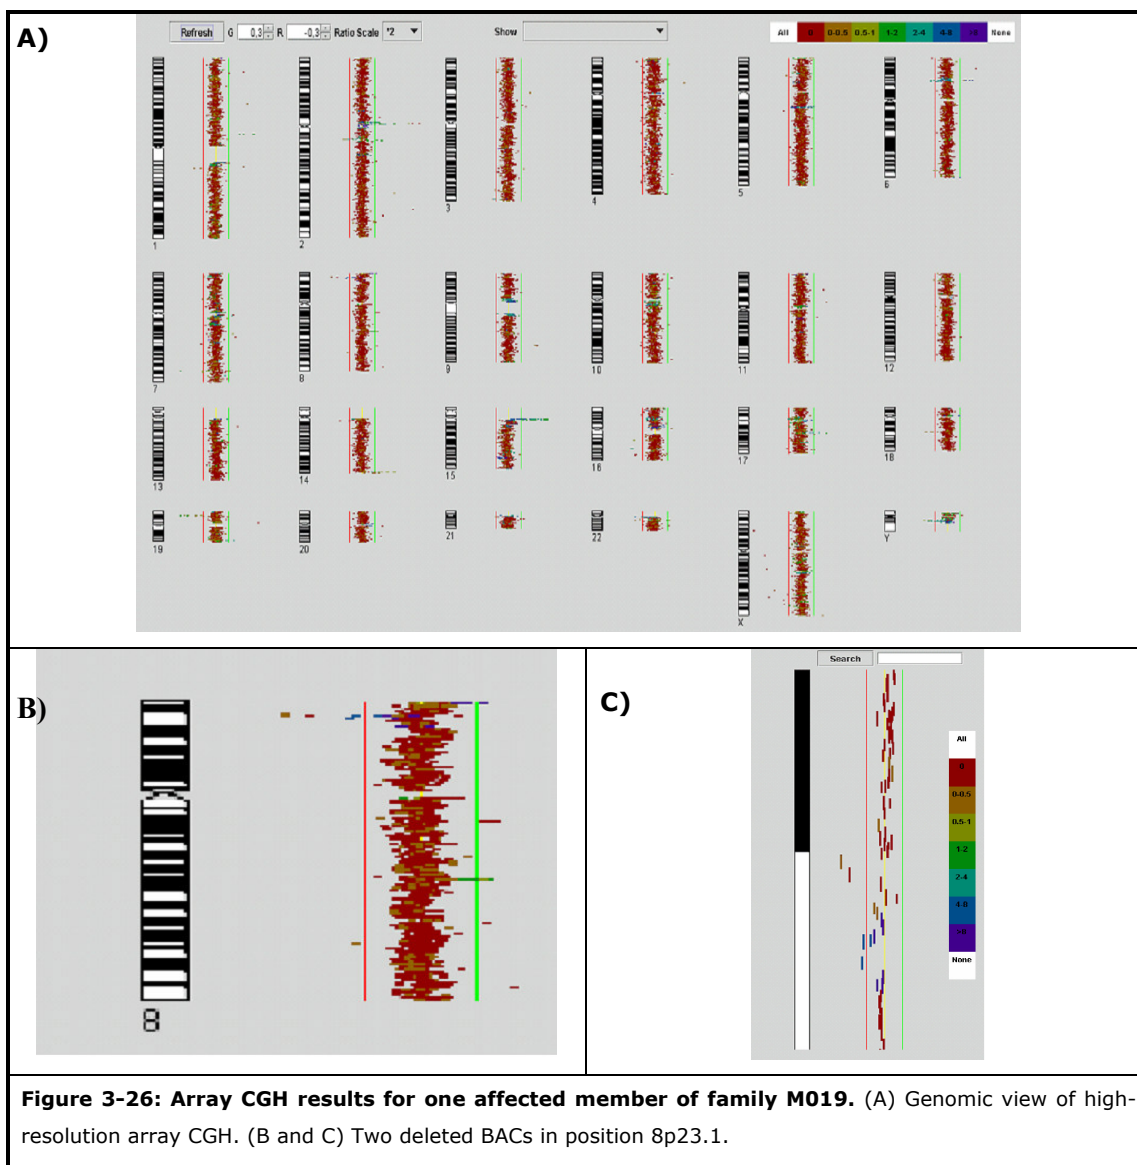 A)
Refresh G 0,3 R -0,3 Ratio Scale *2 Show
All 0 0-0.5 0.5-1 1-2 2-4 4-8 >8 None
1 2 3 4 5 6
7 8 9 10 11 12
13 14 15 16 17 18
19 20 21 22 X Y
B)
8
C)
Search
All
0
0-0.5
0.5-1
1-2
2-4
4-8
>8
None
Figure 3-26: Array CGH results for one affected member of family M019. (A) Genomic view of high-
resolution array CGH. (B and C) Two deleted BACs in position 8p23.1.